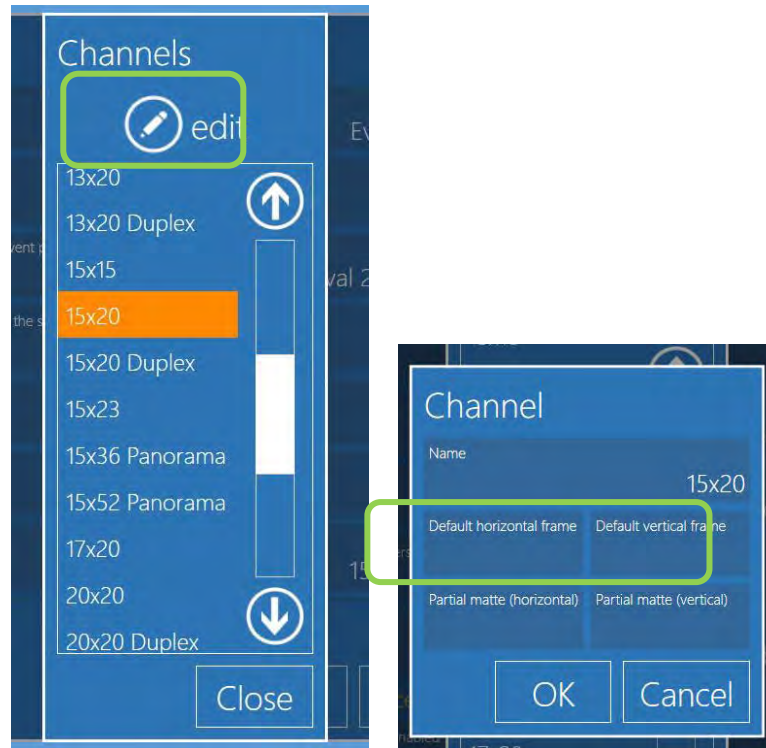 Channels
edit
13x20
13x20 Duplex
15x15
15x20
15x20 Duplex
15x23
15x36 Panorama
15x52 Panorama
17x20
20x20
20x20 Duplex
Close
Channel
Name
15x20
Default horizontal frame Default vertical frame
Partial matte (horizontal) Partial matte (vertical)
OK Cancel